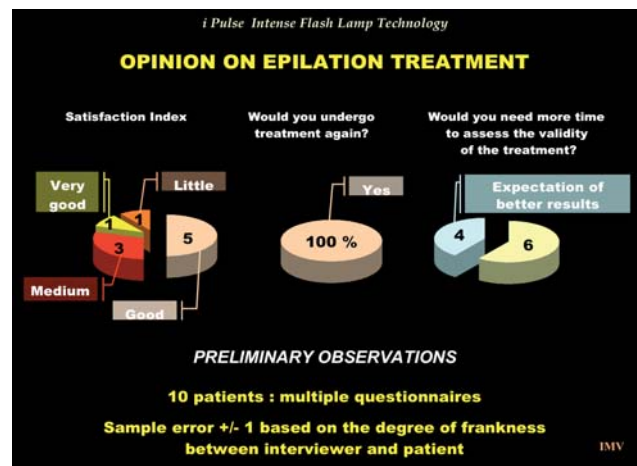 i Pulse Intense Flash Lamp Technology
OPINION ON EPILATION TREATMENT
Satisfaction Index
Very
good
Little
1
1
3
5
Medium
Good
Would you undergo
treatment again?
Yes
100 %
Would you need more time
to assess the validity
of the treatment?
Expectation of
better results
4
6
PRELIMINARY OBSERVATIONS
10 patients : multiple questionnaires
Sample error +/- 1 based on the degree of frankness
between interviewer and patient
IMV